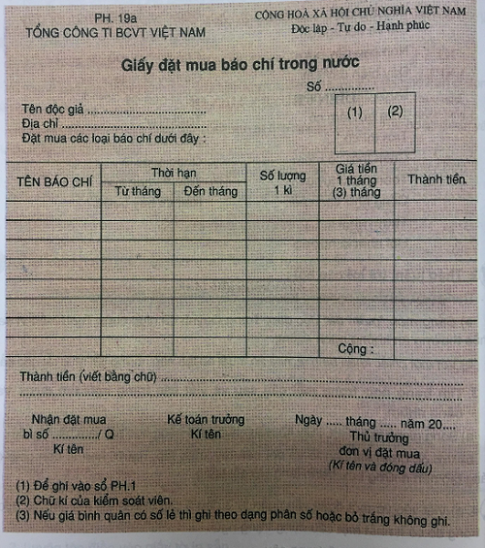 PH. 19a
TỔNG CÔNG TI BCVT VIỆT NAM
CỘNG HOÀ XÃ HỘI CHỦ NGHĨA VIỆT NAM
Độc lập - Tự do - Hạnh phúc
Giấy đặt mua báo chí trong nước
Số ..............
Tên độc giả ..................................
(1) (2)
Địa chỉ ..........................................
Đặt mua các loại báo chí dưới đây :
TÊN BÁO CHÍ
Thời hạn
Từ tháng
Đến tháng
Số lượng
1 kì
Giá tiền
1 tháng
(3) tháng
Thành tiền
Cộng :
Thành tiền (viết bằng chữ) ..................................................................
..........................................................................................................
Nhận đặt mua
bì số ............./ Q
Kí tên
Kế toán trưởng
Kí tên
Ngày ..... tháng ..... năm 20....
Thủ trưởng
đơn vị đặt mua
(Kí tên và đóng dấu)
(1) Để ghi vào sổ PH.1
(2) Chữ kí của kiểm soát viên.
(3) Nếu giá bình quân có số lẻ thì ghi theo dạng phân số hoặc bỏ trắng không ghi.